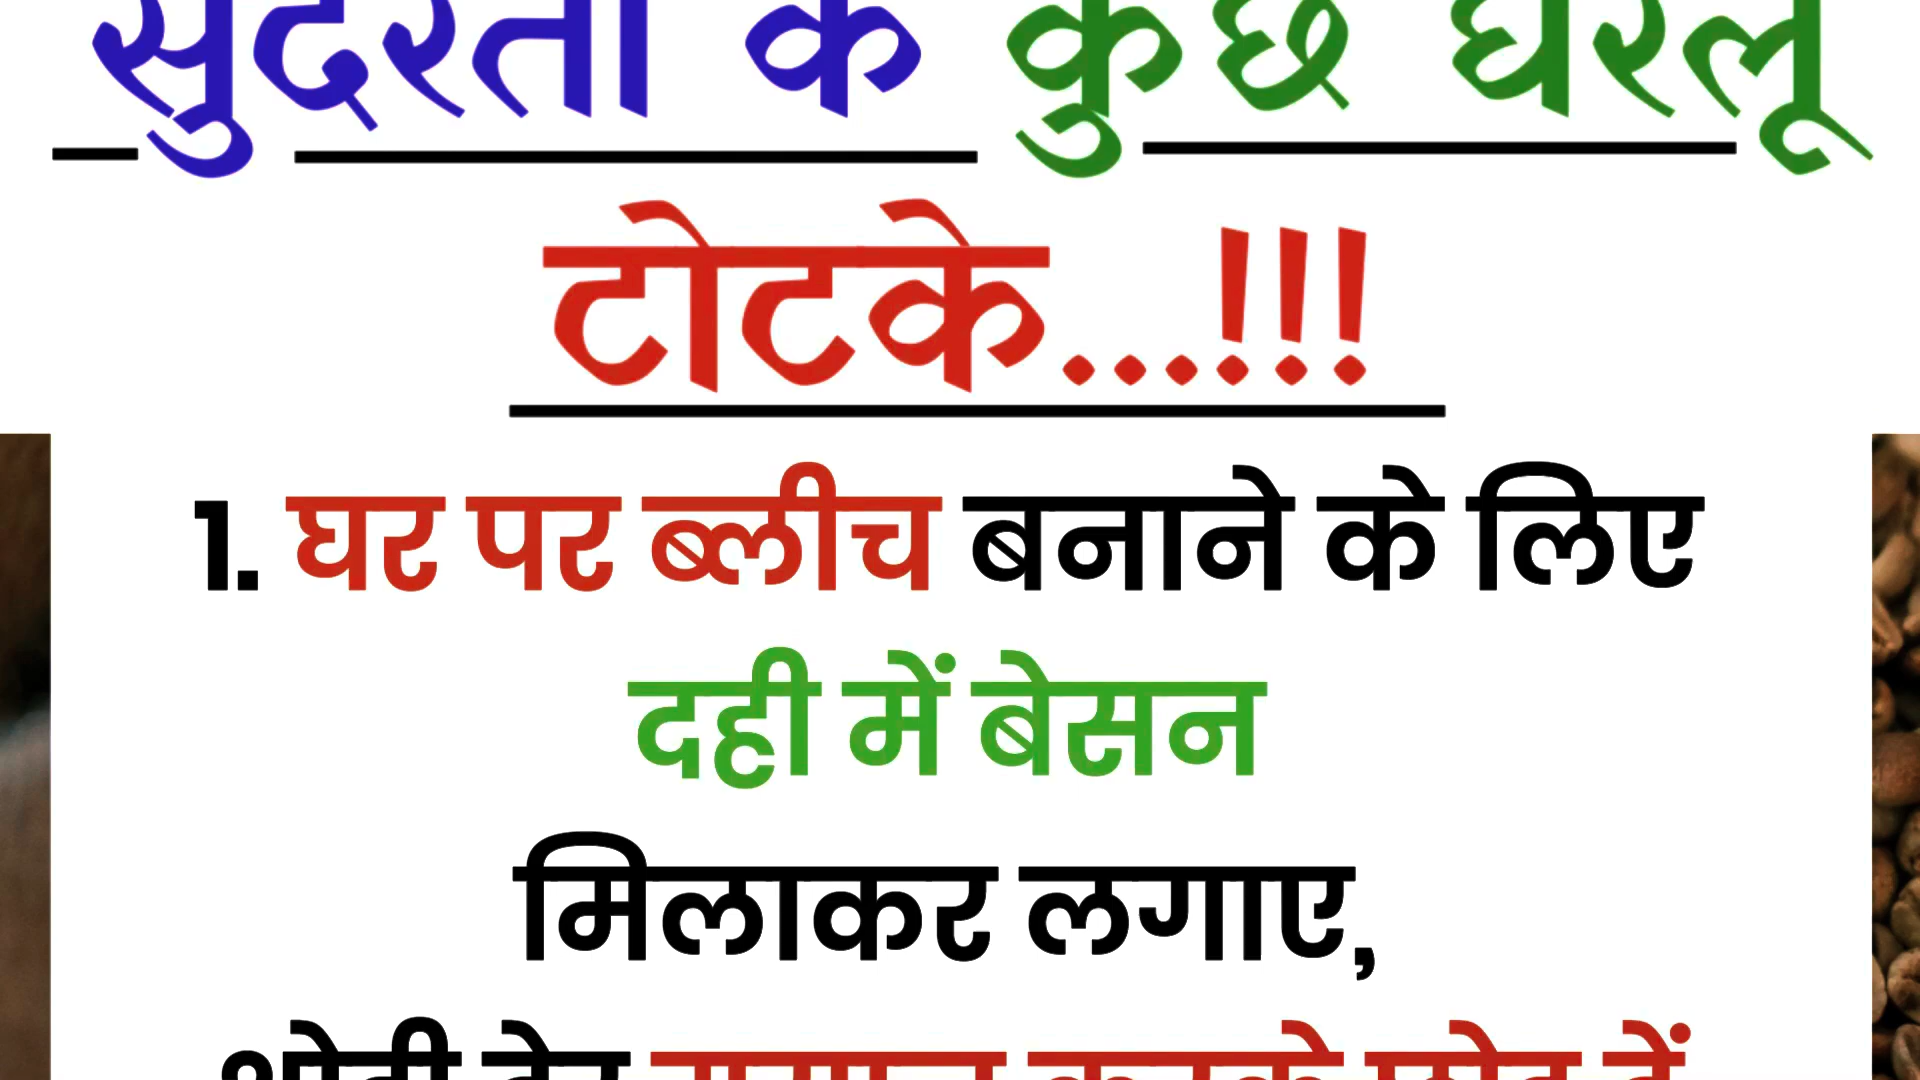 सुंदरता के कुछ घरेलू
टोटके...!!!
1. घर पर ब्लीच बनाने के लिए
दही में बेसन
मिलाकर लगाए,